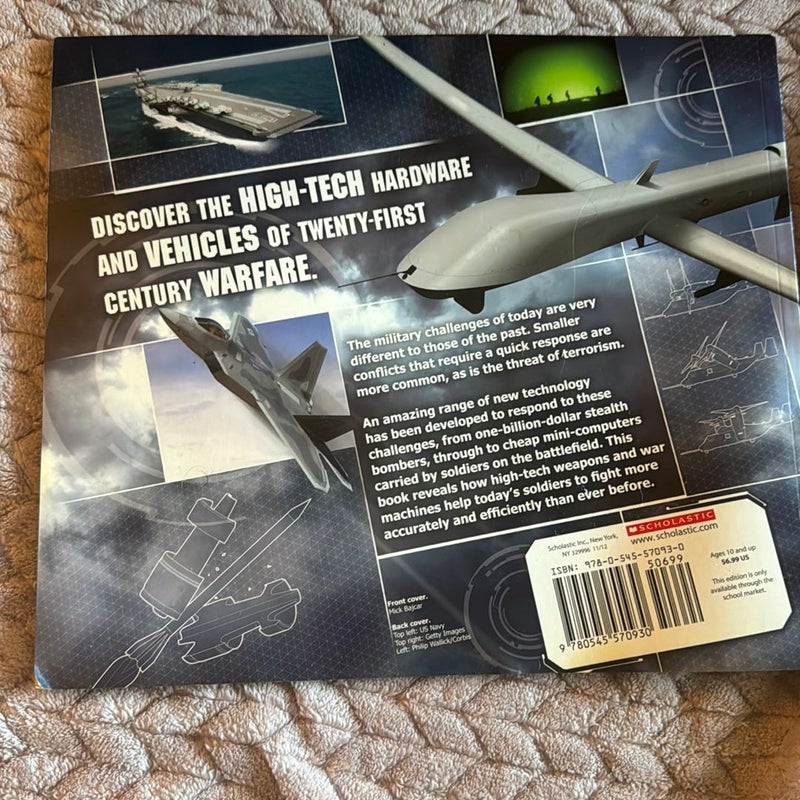 DISCOVER THE HIGH-TECH HARDWARE
AND VEHICLES OF TWENTY-FIRST
CENTURY WARFARE.
The military challenges of today are very
different to those of the past. Smaller
conflicts that require a quick response are
more common, as is the threat of terrorism.
An amazing range of new technology
has been developed to respond to these
challenges, from one-billion-dollar stealth
bombers, through to cheap mini-computers
carried by soldiers on the battlefield. This
book reveals how high-tech weapons and war
machines help today's soldiers to fight more
accurately and efficiently than ever before.
Front cover.
Mick Bajcar
Back cover.
Top left: US Navy
Top right: Getty Images
Left: Philip Wallick/Corbis
Scholastic Inc., New York,
NY 329996 11/12
SCHOLASTIC
www.scholastic.com
ISBN: 978-0-545-57093-0
50699
9 780545 570930
Ages 10 and up
$6.99 US
This edition is only
available through the
school market.